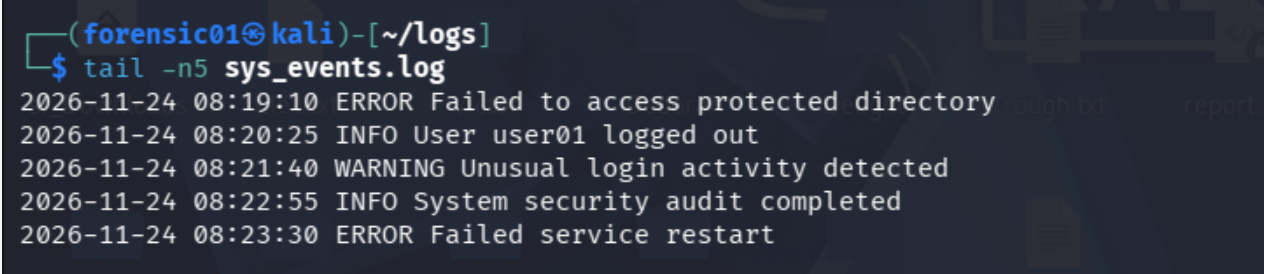 ┌──(forensic01㉿kali)-[~/logs]
└─$ tail -n5 sys_events.log
2026-11-24 08:19:10 ERROR Failed to access protected directory
2026-11-24 08:20:25 INFO User user01 logged out
2026-11-24 08:21:40 WARNING Unusual login activity detected
2026-11-24 08:22:55 INFO System security audit completed
2026-11-24 08:23:30 ERROR Failed service restart
rough.txt
report.